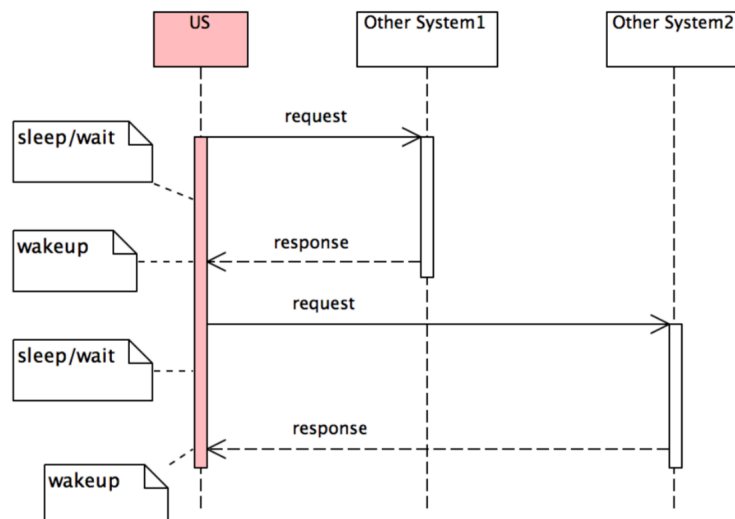 US
Other System1
Other System2
request
sleep/wait
response
wakeup
request
sleep/wait
response
wakeup